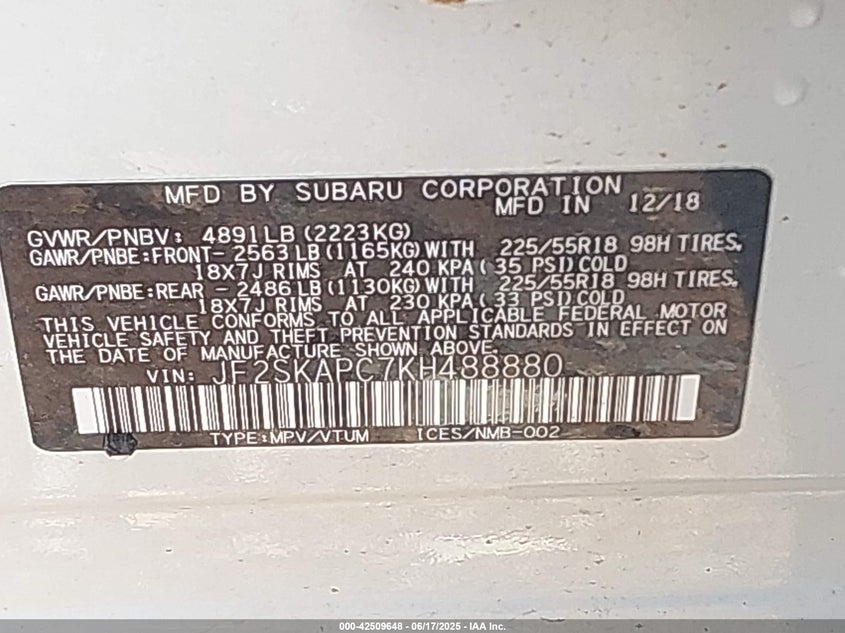 MFD BY SUBARU CORPORATION
MFD IN 12/18
GVWR/PNBV: 4891LB (2223KG)
GAWR/PNBE:FRONT- 2563 LB (1165KG) WITH 225/55R18 98H TIRES,
18X7J RIMS AT 240 KPA ( 35 PSI) COLD
GAWR/PNBE:REAR - 2486 LB (1130KG) WITH 225/55R18 98H TIRES,
18X7J RIMS AT 230 KPA ( 33 PSI) COLD
THIS VEHICLE CONFORMS TO ALL APPLICABLE FEDERAL MOTOR
VEHICLE SAFETY AND THEFT PREVENTION STANDARDS IN EFFECT ON
THE DATE OF MANUFACTURE SHOWN ABOVE.
VIN: JF2SKAPC7KH488880
TYPE:MPV/VTUM ICES/NMB-002
000-42509648 - 06/17/2025 - IAA Inc.